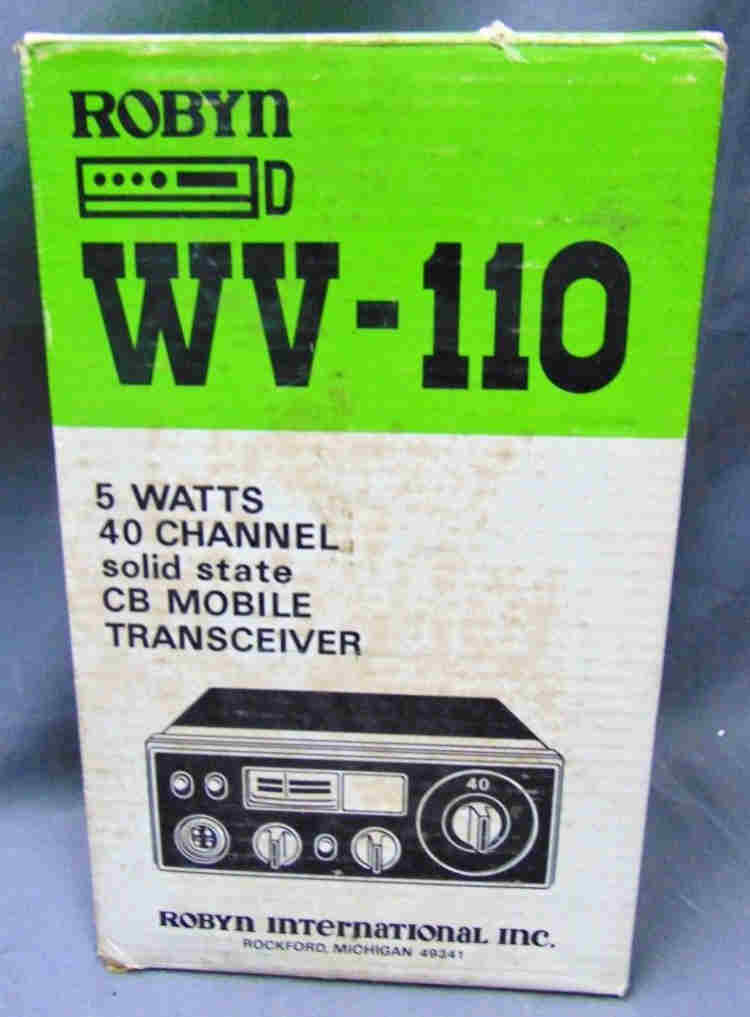 ROBYN
D
WV-110
5 WATTS
40 CHANNEL
solid state
CB MOBILE
TRANSCEIVER
40
ROBYN INTERNATIONAL INC.
ROCKFORD, MICHIGAN 49341